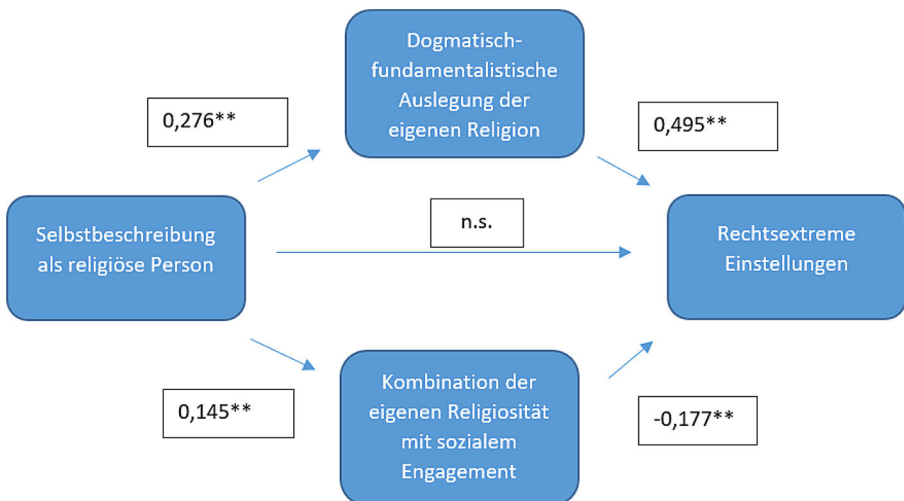 Dogmatisch-
fundamentalistische
Auslegung der
eigenen Religion
0,276**
0,495**
n.s.
Selbstbeschreibung
als religiöse Person
Rechtsextreme
Einstellungen
0,145**
Kombination der
eigenen Religiosität
mit sozialem
Engagement
-0,177**